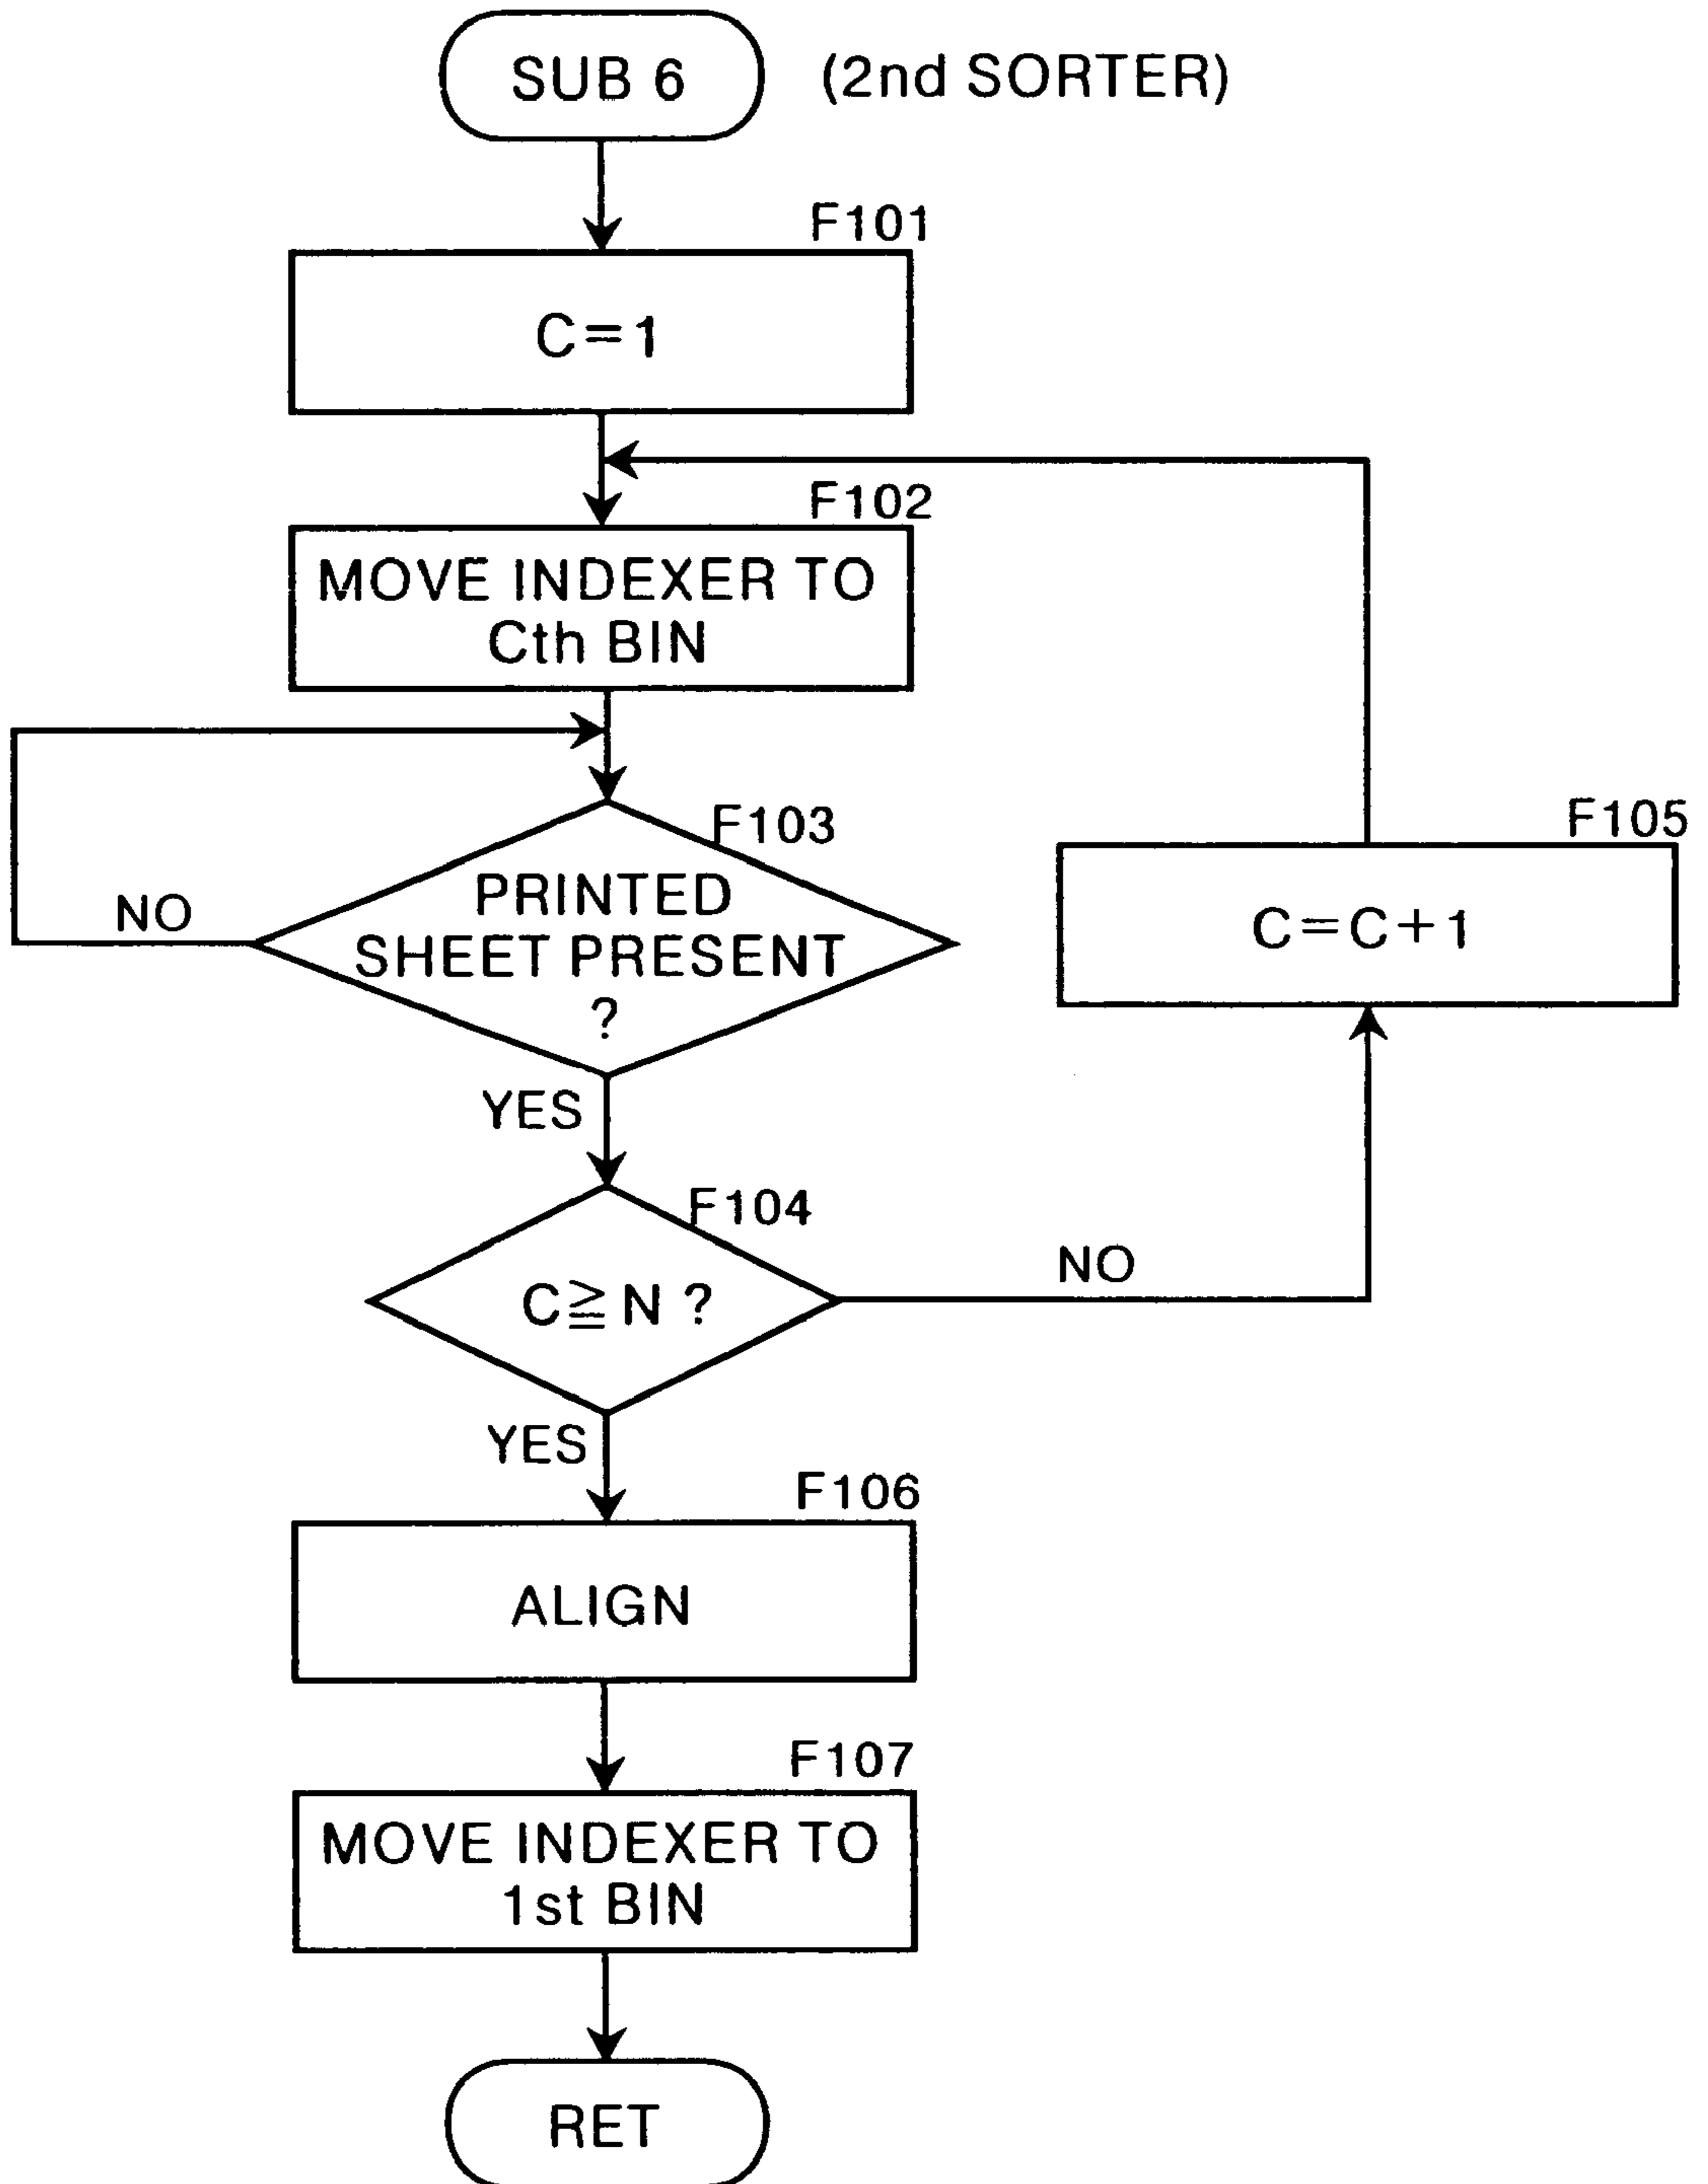 SUB 6 (2nd SORTER)
F101
C=1
F102
MOVE INDEXER TO
Cth BIN
F103
PRINTED
SHEET PRESENT
?
NO
YES
F105
C=C+1
F104
C≧N ?
NO
YES
F106
ALIGN
F107
MOVE INDEXER TO
1st BIN
RET